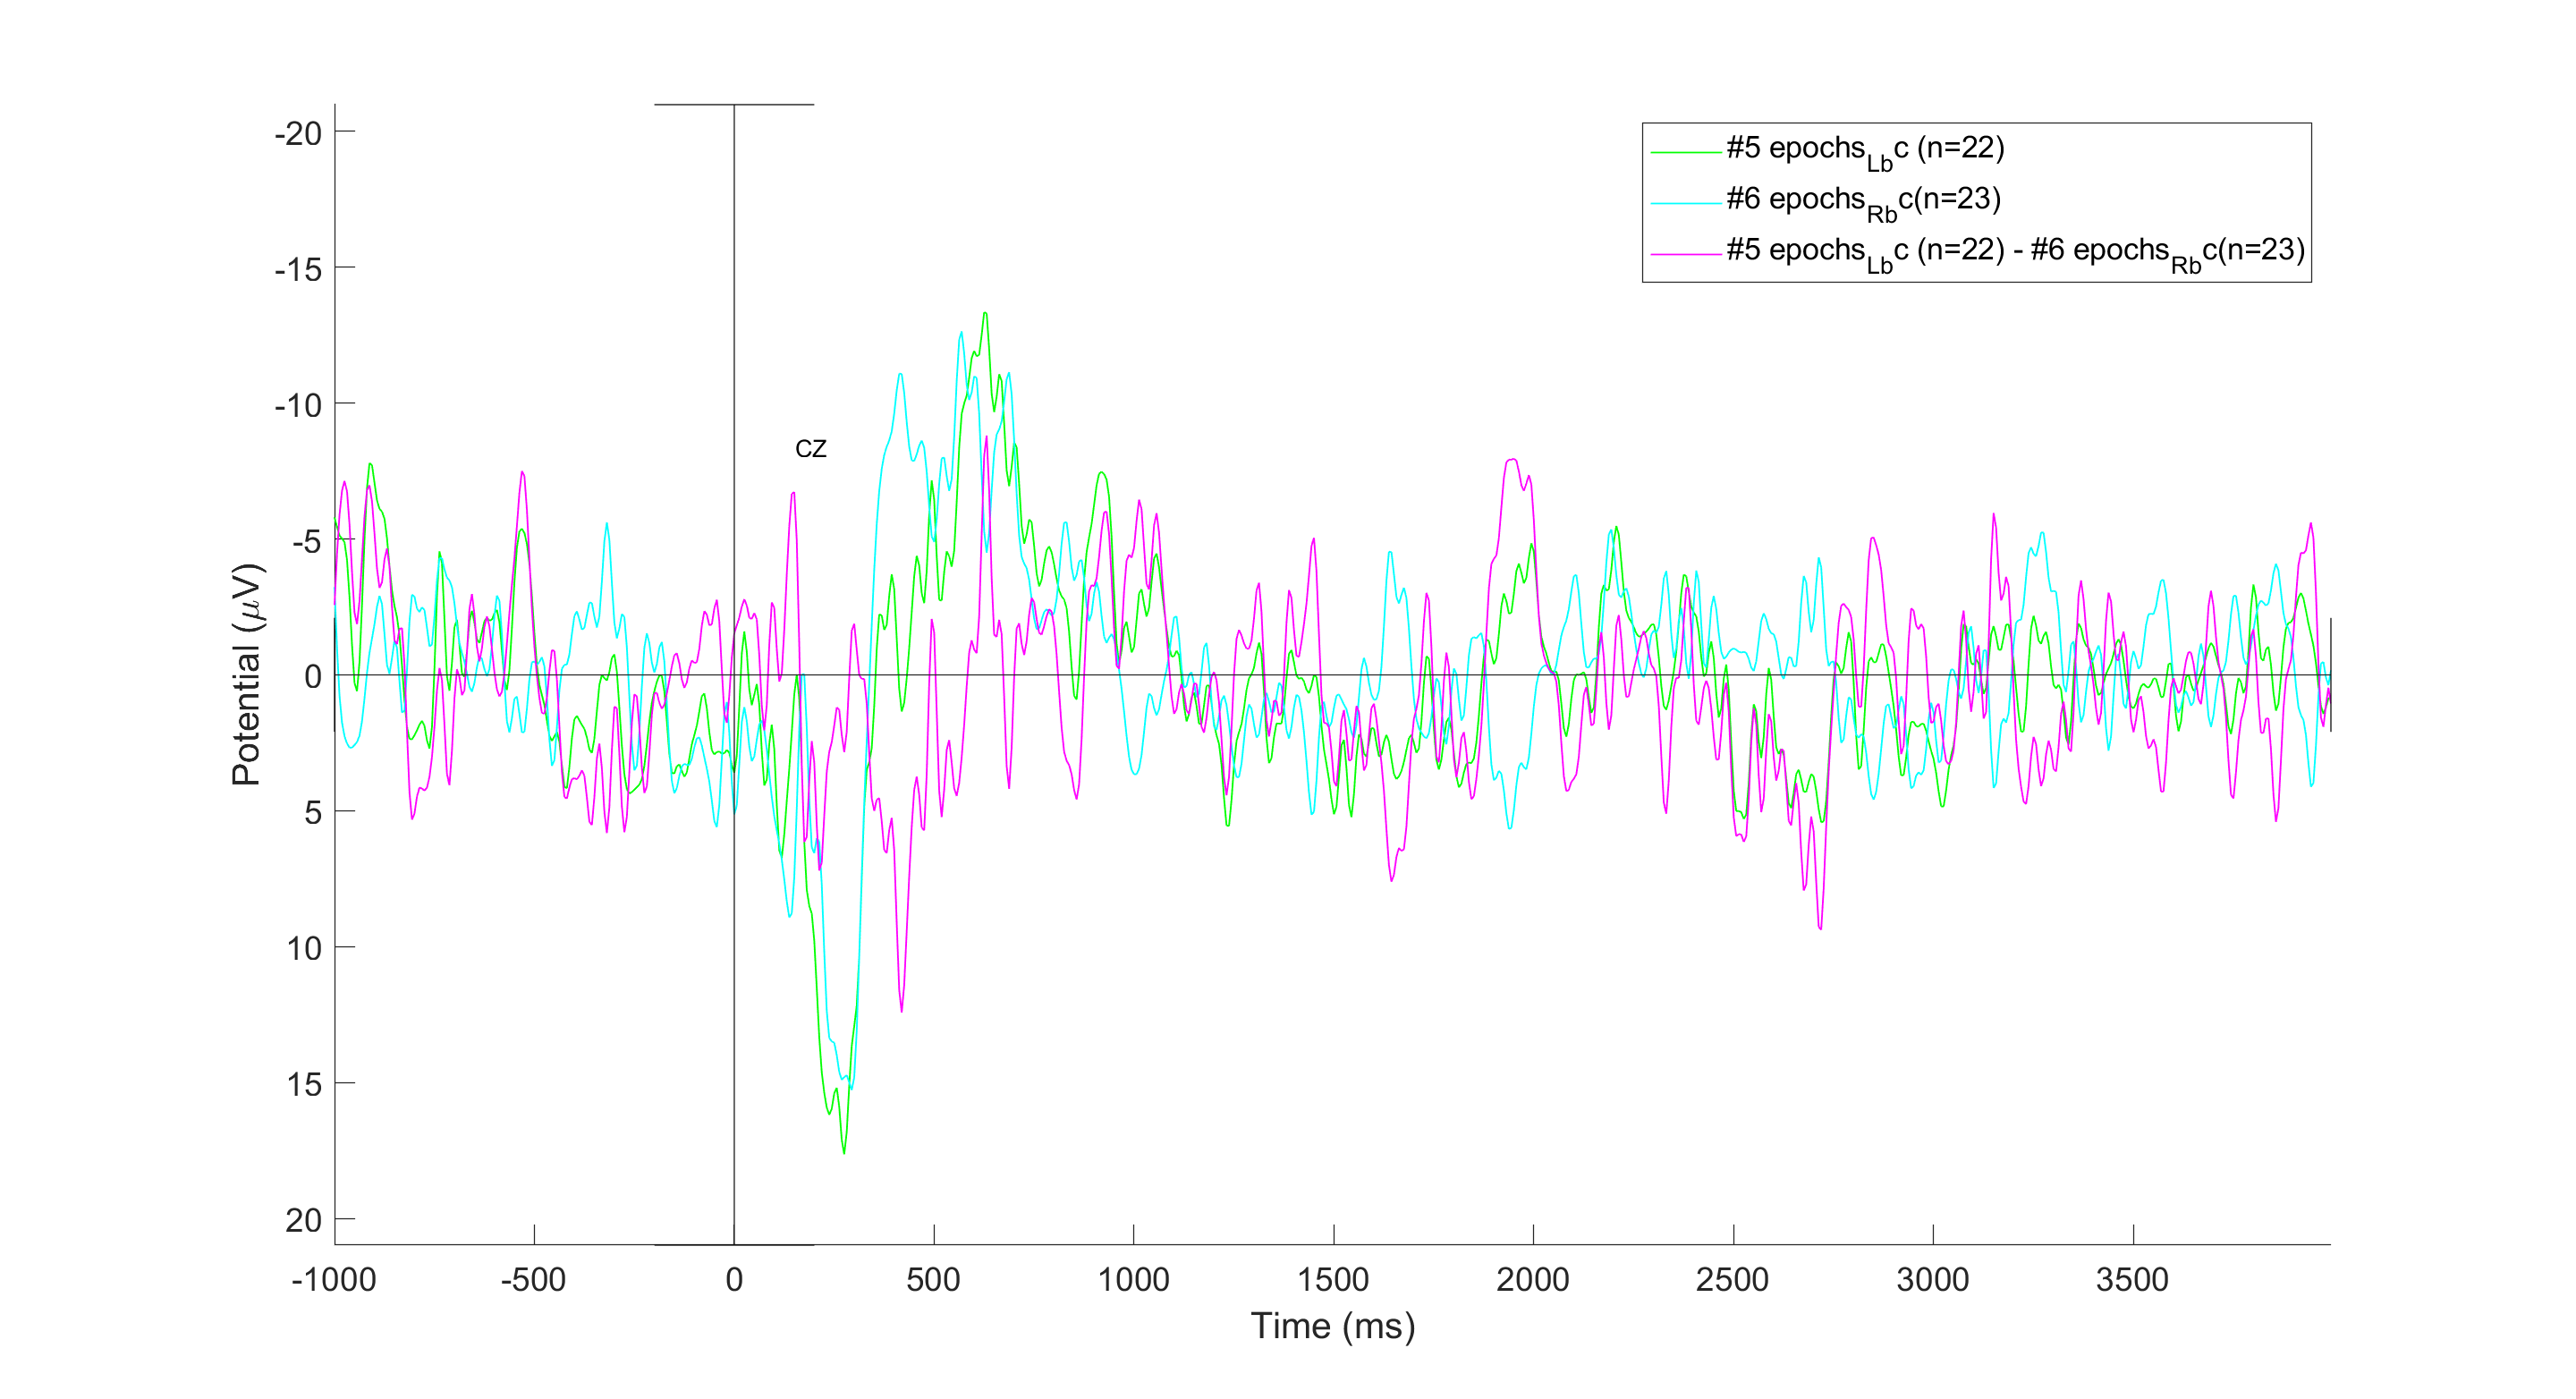 -20
-15
-10
-5
0
5
10
15
20
Potential (μV)
CZ
#5 epochsLbc (n=22)
#6 epochsRbc(n=23)
#5 epochsLbc (n=22) - #6 epochsRbc(n=23)
-1000 -500 0 500 1000 1500 2000 2500 3000 3500
Time (ms)